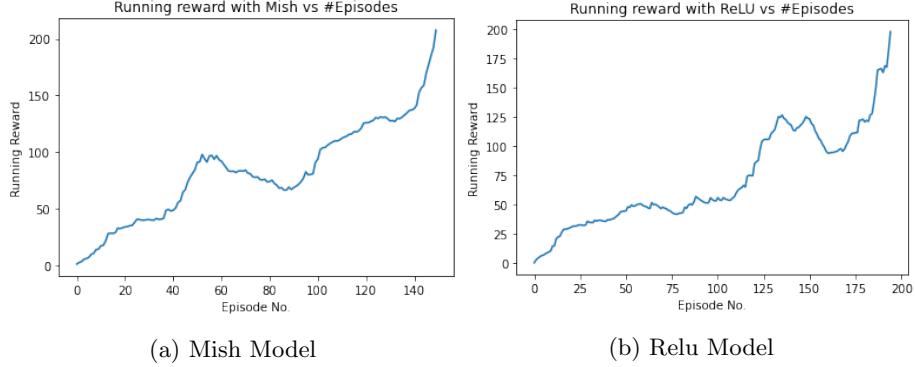 Running reward with Mish vs #Episodes
200
150
100
50
0
Running Reward
0 20 40 60 80 100 120 140
Episode No.
(a) Mish Model
Running reward with ReLU vs #Episodes
200
175
150
125
100
75
50
25
0
Running Reward
0 25 50 75 100 125 150 175 200
Episode No.
(b) Relu Model